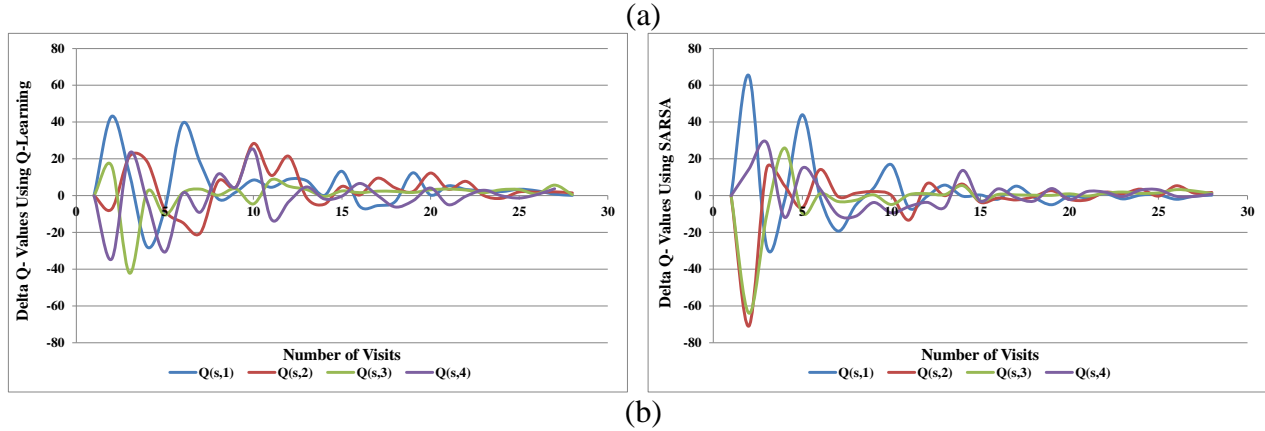 (a)
Delta Q- Values Using Q-Learning
80
60
40
20
0
-20
-40
-60
-80
0
5
10
15
20
25
30
Number of Visits
Q(s,1)
Q(s,2)
Q(s,3)
Q(s,4)
Delta Q- Values Using SARSA
80
60
40
20
0
-20
-40
-60
-80
0
5
10
15
20
25
30
Number of Visits
Q(s,1)
Q(s,2)
Q(s,3)
Q(s,4)
(b)